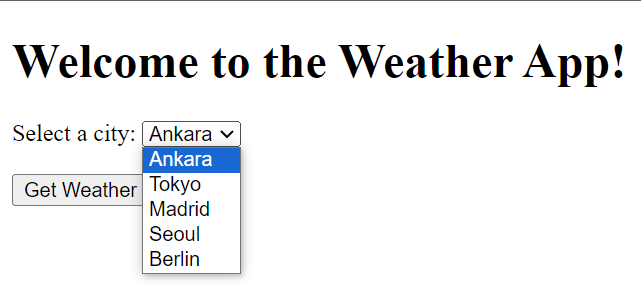 Welcome to the Weather App!
Select a city: Ankara
Ankara
Tokyo
Get Weather
Madrid
Seoul
Berlin